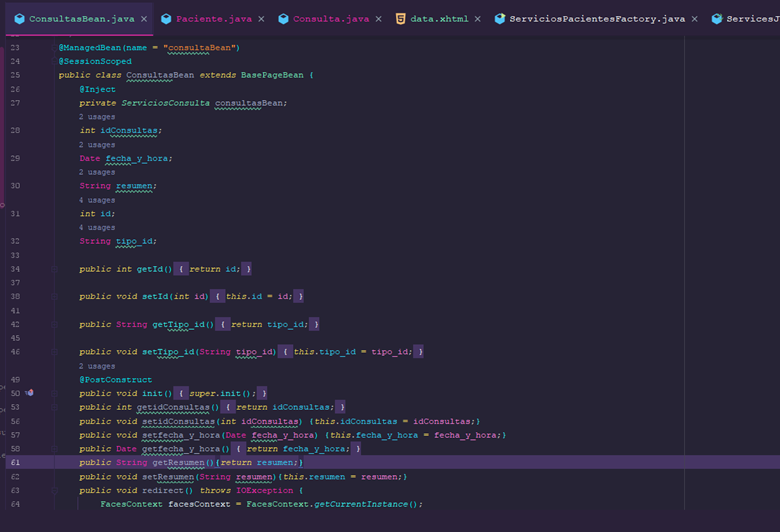 ConsultasBean.java × Paciente.java × Consulta.java × data.xhtml × ServiciosPacientesFactory.java × ServicesJ
23 @ManagedBean(name = "consultaBean")
24 @SessionScoped
25 public class ConsultasBean extends BasePageBean {
26 @Inject
27 private ServiciosConsulta consultasBean;
2 usages
28 int idConsultas;
2 usages
29 Date fecha_y_hora;
2 usages
30 String resumen;
4 usages
31 int id;
4 usages
32 String tipo_id;
33
34 public int getId() { return id; }
37
38 public void setId(int id) { this.id = id; }
41
42 public String getTipo_id() { return tipo_id; }
45
46 public void setTipo_id(String tipo_id) { this.tipo_id = tipo_id; }
2 usages
49 @PostConstruct
50 public void init() { super.init(); }
53 public int getidConsultas() { return idConsultas; }
56 public void setidConsultas(int idConsultas) {this.idConsultas = idConsultas;}
57 public void setfecha_y_hora(Date fecha_y_hora) {this.fecha_y_hora = fecha_y_hora;}
58 public Date getfecha_y_hora() { return fecha_y_hora; }
61 public String getResumen(){return resumen;}
62 public void setResumen(String resumen){this.resumen = resumen;}
63 public void redirect() throws IOException {
64 FacesContext facesContext = FacesContext.getCurrentInstance();